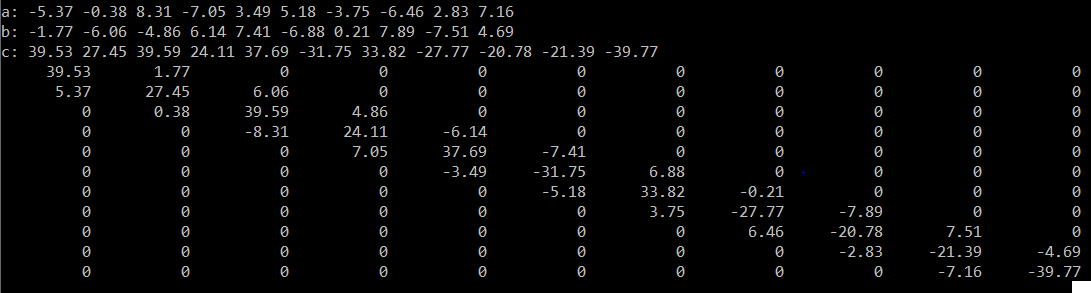 a: -5.37 -0.38 8.31 -7.05 3.49 5.18 -3.75 -6.46 2.83 7.16
b: -1.77 -6.06 -4.86 6.14 7.41 -6.88 0.21 7.89 -7.51 4.69
c: 39.53 27.45 39.59 24.11 37.69 -31.75 33.82 -27.77 -20.78 -21.39 -39.77
39.53 1.77 0 0 0 0 0 0 0 0 0
5.37 27.45 6.06 0 0 0 0 0 0 0 0
0 0.38 39.59 4.86 0 0 0 0 0 0 0
0 0 -8.31 24.11 -6.14 0 0 0 0 0 0
0 0 0 7.05 37.69 -7.41 0 0 0 0 0
0 0 0 0 -3.49 -31.75 6.88 0 0 0 0
0 0 0 0 0 -5.18 33.82 -0.21 0 0 0
0 0 0 0 0 0 3.75 -27.77 -7.89 0 0
0 0 0 0 0 0 0 6.46 -20.78 7.51 0
0 0 0 0 0 0 0 0 -2.83 -21.39 -4.69
0 0 0 0 0 0 0 0 0 -7.16 -39.77